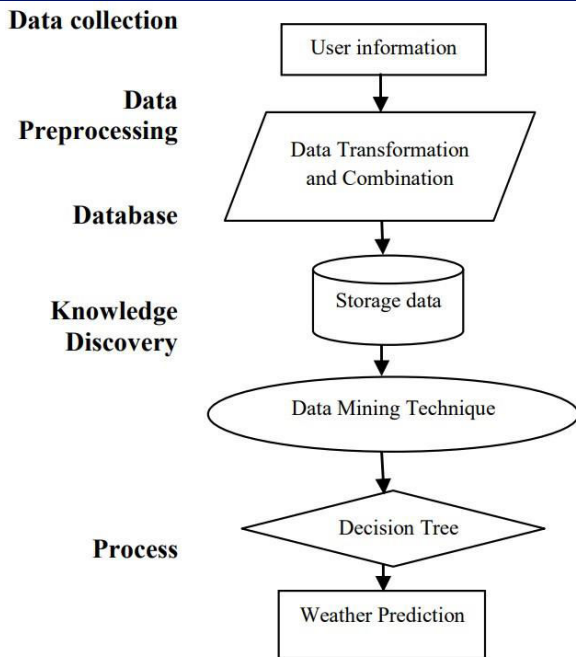 Data collection
User information
Data
Preprocessing
Data Transformation
and Combination
Database
Storage data
Knowledge
Discovery
Data Mining Technique
Decision Tree
Process
Weather Prediction